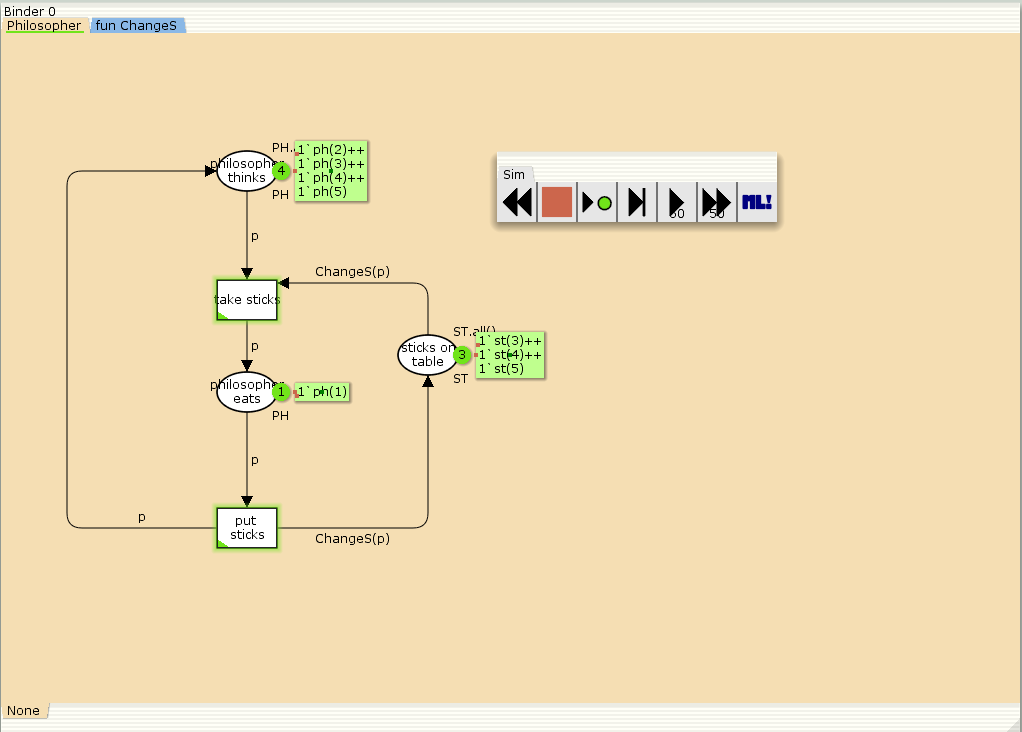 Binder 0
Philosopher
fun ChangeS
PH.
1`ph(2)++
1`ph(3)++
1`ph(4)++
1`ph(5)
philosopher
thinks
4
PH
Sim
50
50
ML!
p
ChangeS(p)
take sticks
p
ST.all()
1`st(3)++
1`st(4)++
1`st(5)
sticks on
table
3
ST
philosopher
eats
1
1`ph(1)
PH
p
p
put
sticks
ChangeS(p)
None